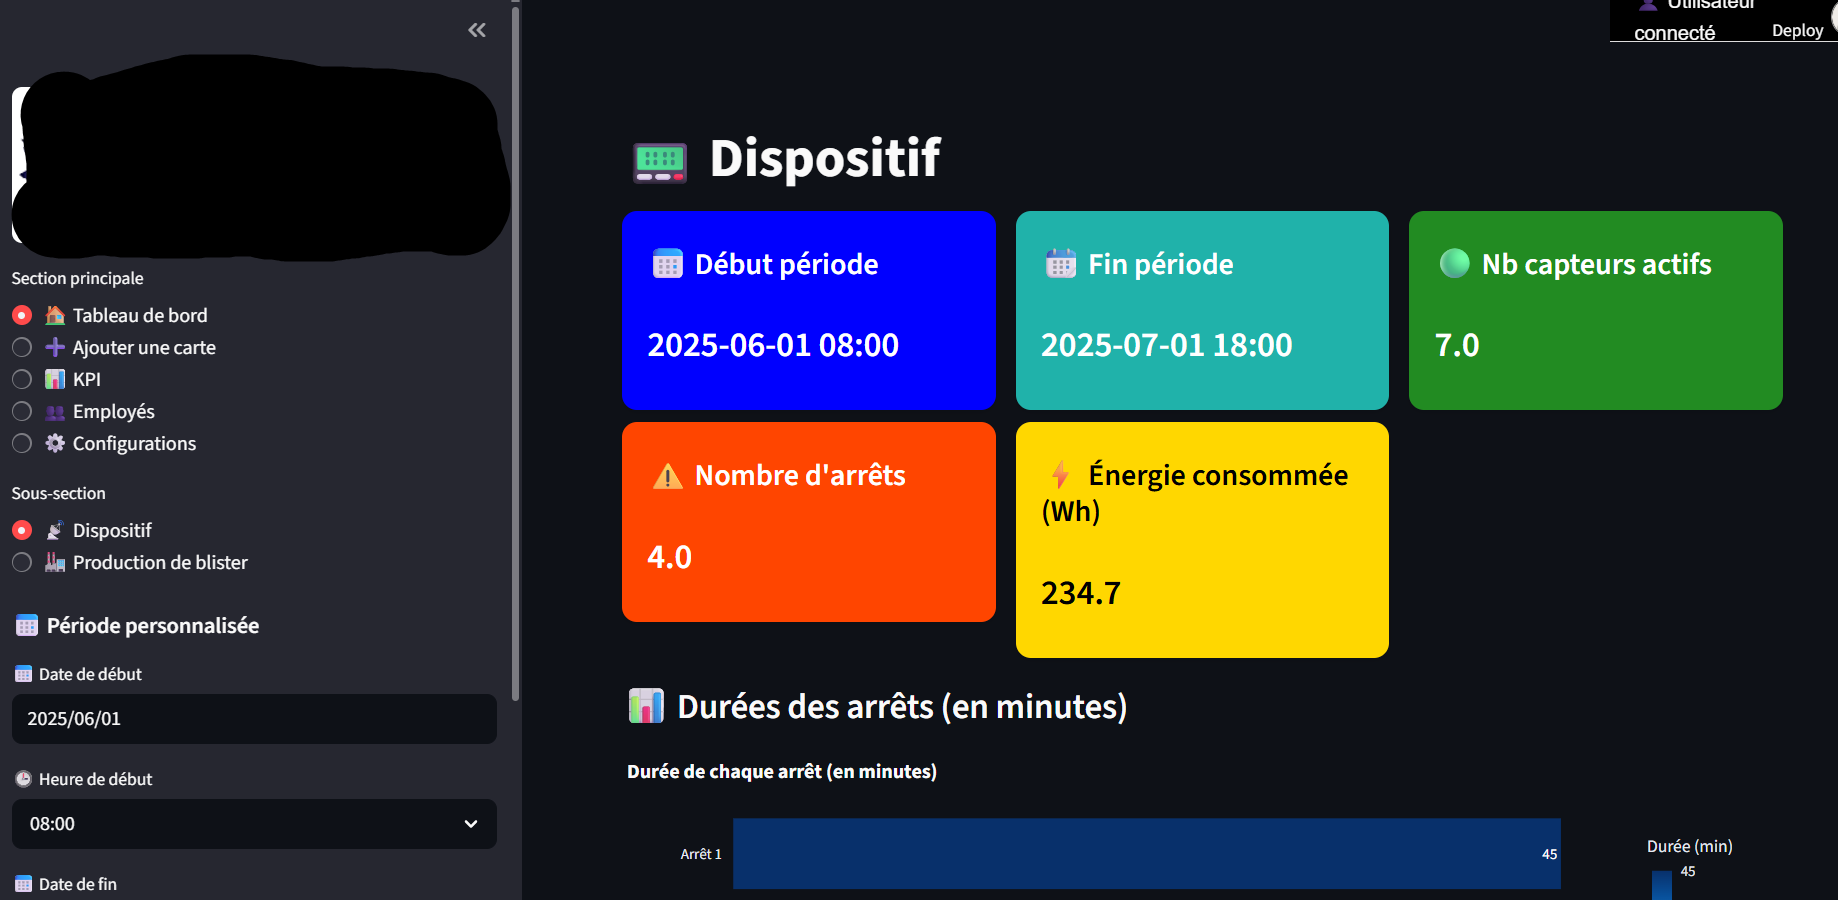 Utilisateur
connecté
Deploy
Section principale
Tableau de bord
Ajouter une carte
KPI
Employés
Configurations
Sous-section
Dispositif
Production de blister
Période personnalisée
Date de début
2025/06/01
Heure de début
08:00
Date de fin
Dispositif
Début période
2025-06-01 08:00
Fin période
2025-07-01 18:00
Nb capteurs actifs
7.0
Nombre d'arrêts
4.0
Énergie consommée
(Wh)
234.7
Durées des arrêts (en minutes)
Durée de chaque arrêt (en minutes)
Arrêt 1
45
Durée (min)
45